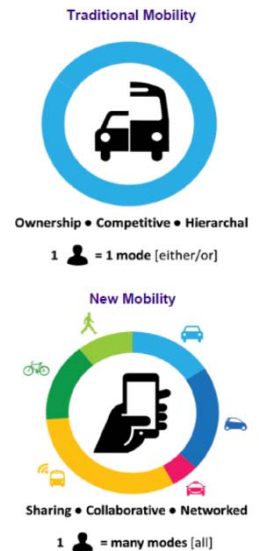 Traditional Mobility
Ownership ● Competitive ● Hierarchal
1 = 1 mode [either/or]
New Mobility
Sharing ● Collaborative ● Networked
1 = many modes [all]